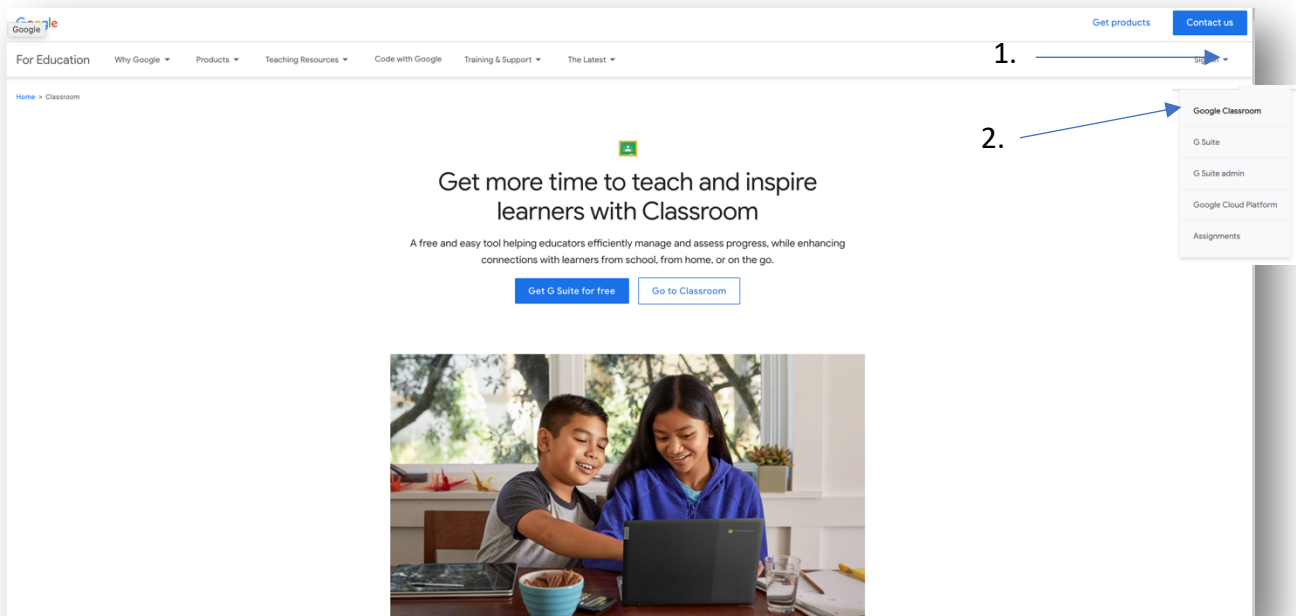 Google
Google
Get products
Contact us
1.
For Education
Why Google
Products
Teaching Resources
Code with Google
Training & Support
The Latest
Home > Classroom
Google Classroom
2.
G Suite
G Suite admin
Google Cloud Platform
Assignments
Get more time to teach and inspire
learners with Classroom
A free and easy tool helping educators efficiently manage and assess progress, while enhancing
connections with learners from school, from home, or on the go.
Get G Suite for free
Go to Classroom